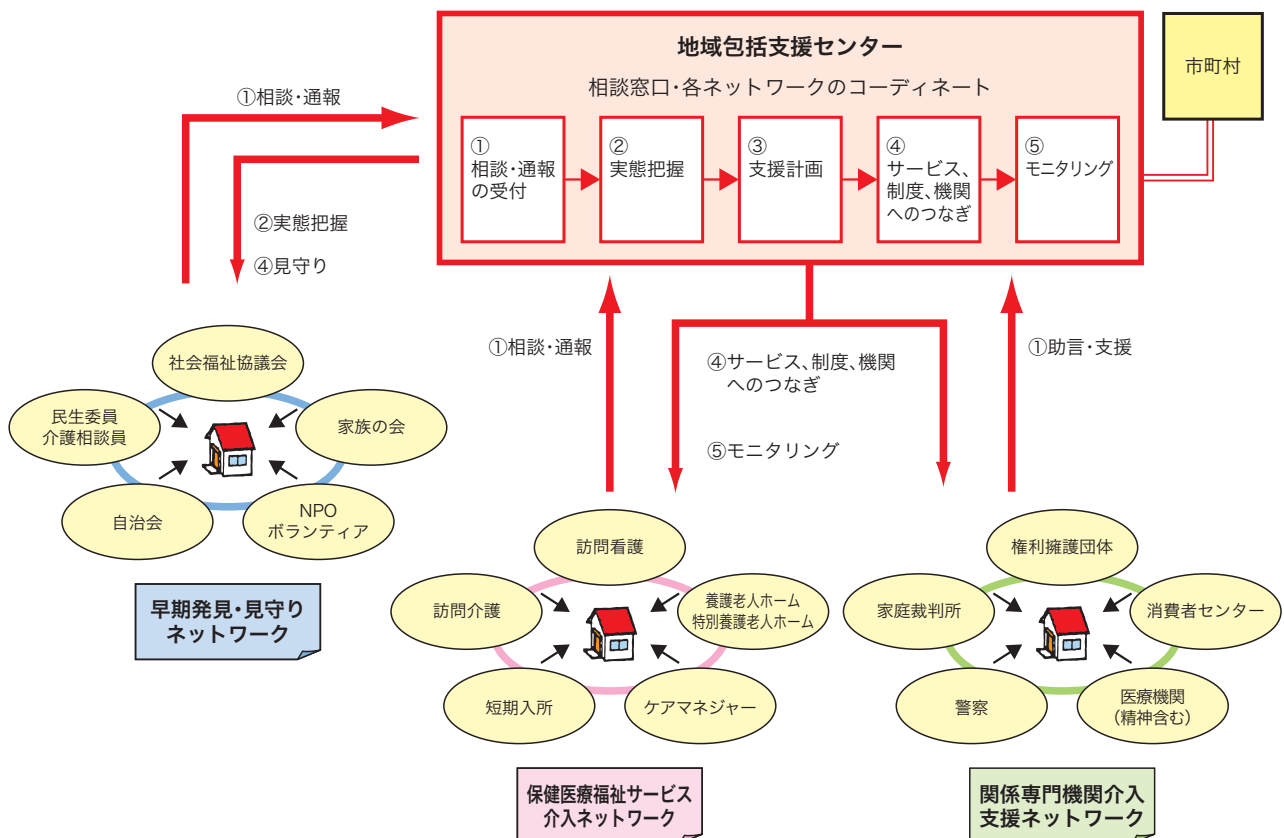 地域包括支援センター
相談窓口・各ネットワークのコーディネート
市町村
①
相談・通報
の受付
②
実態把握
③
支援計画
④
サービス、
制度、機関
へのつなぎ
⑤
モニタリング
①相談・通報
②実態把握
④見守り
①相談・通報
④サービス、制度、機関
へのつなぎ
⑤モニタリング
①助言・支援
社会福祉協議会
民生委員
介護相談員
家族の会
自治会
NPO
ボランティア
早期発見・見守り
ネットワーク
訪問看護
訪問介護
養護老人ホーム
特別養護老人ホーム
短期入所
ケアマネジャー
保健医療福祉サービス
介入ネットワーク
権利擁護団体
家庭裁判所
消費者センター
警察
医療機関
（精神含む）
関係専門機関介入
支援ネットワーク